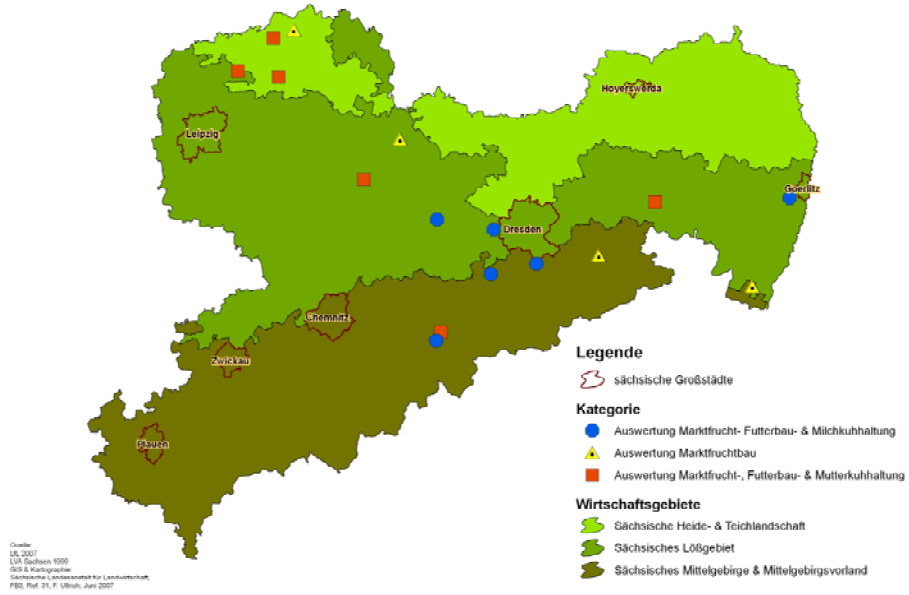 Hoyerswerda
Leipzig
Goerlitz
Dresden
Chemnitz
Zwickau
Plauen
Legende
sächsische Großstädte
Kategorie
Auswertung Marktfrucht- Futterbau- & Milchkuhhaltung
Auswertung Marktfruchtbau
Auswertung Marktfrucht-, Futterbau- & Mutterkuhhaltung
Wirtschaftsgebiete
Sächsische Heide- & Teichlandschaft
Sächsisches Lößgebiet
Sächsisches Mittelgebirge & Mittelgebirgsvorland
Quelle:
LfL 2007
LVA Sachsen 1999
GIS & Kartographie:
Sächsische Landesanstalt für Landwirtschaft,
FB3, Ref. 31, F. Ullrich; Juni 2007